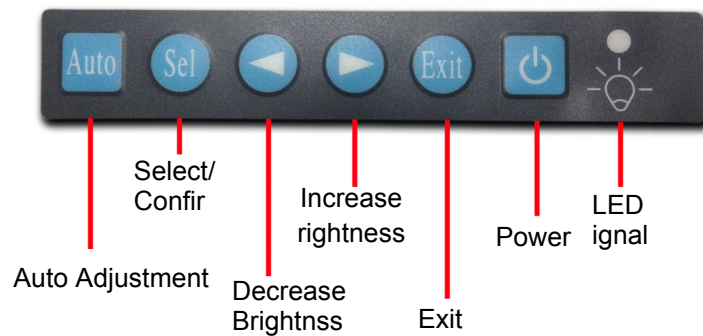 Auto Sel Exit
Select/
Confir
Increase
rightness
LED
ignal
Power
Auto Adjustment
Decrease
Brightnss
Exit